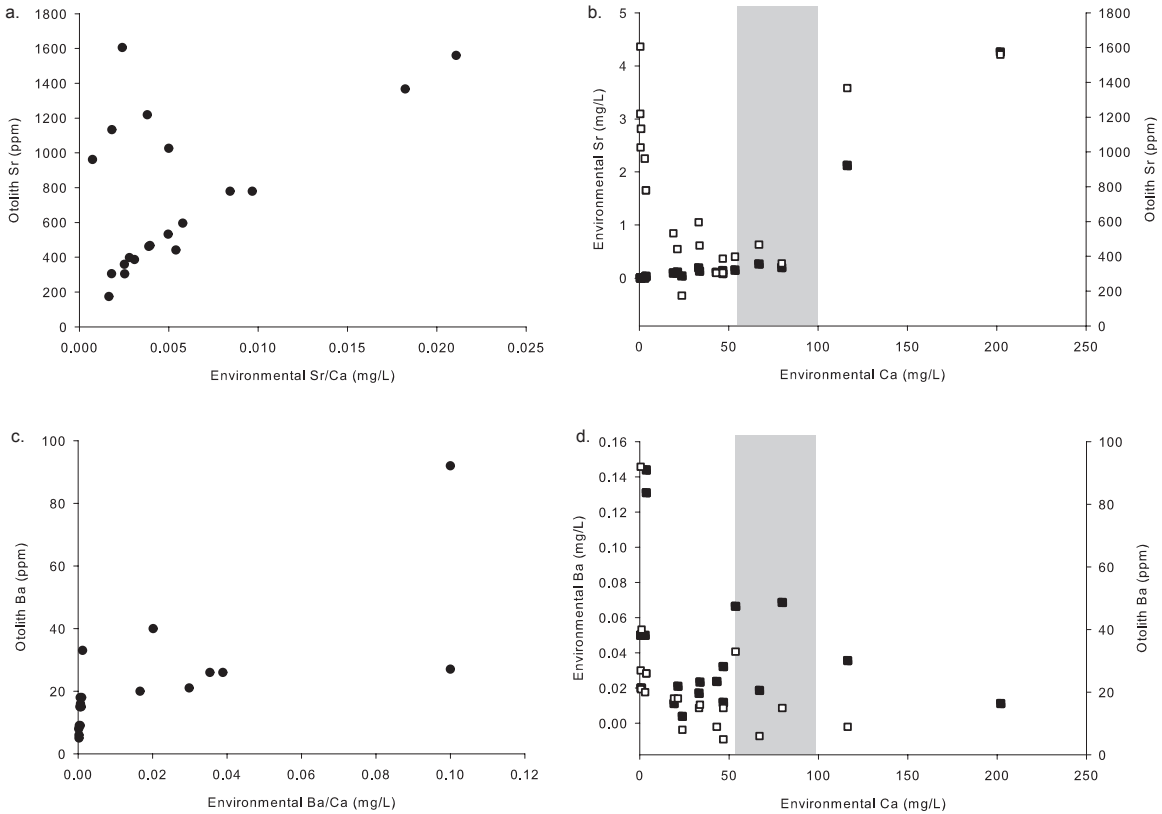 a.
1800
1600
1400
1200
1000
800
600
400
200
0
Otolith Sr (ppm)
0.000 0.005 0.010 0.015 0.020 0.025
Environmental Sr/Ca (mg/L)
b.
5
4
3
2
1
0
Environmental Sr (mg/L)
1800
1600
1400
1200
1000
800
600
400
200
0
Otolith Sr (ppm)
0 50 100 150 200 250
Environmental Ca (mg/L)
c.
100
80
60
40
20
0
Otolith Ba (ppm)
0.00 0.02 0.04 0.06 0.08 0.10 0.12
Environmental Ba/Ca (mg/L)
d.
0.16
0.14
0.12
0.10
0.08
0.06
0.04
0.02
0.00
Environmental Ba (mg/L)
100
80
60
40
20
0
Otolith Ba (ppm)
0 50 100 150 200 250
Environmental Ca (mg/L)